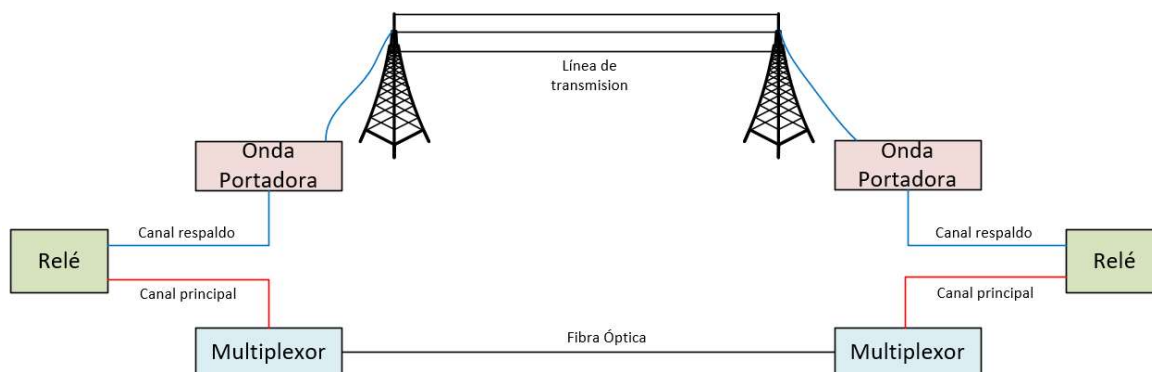 Línea de
transmision
Onda
Portadora
Onda
Portadora
Canal respaldo
Canal respaldo
Relé
Relé
Canal principal
Canal principal
Multiplexor
Fibra Óptica
Multiplexor